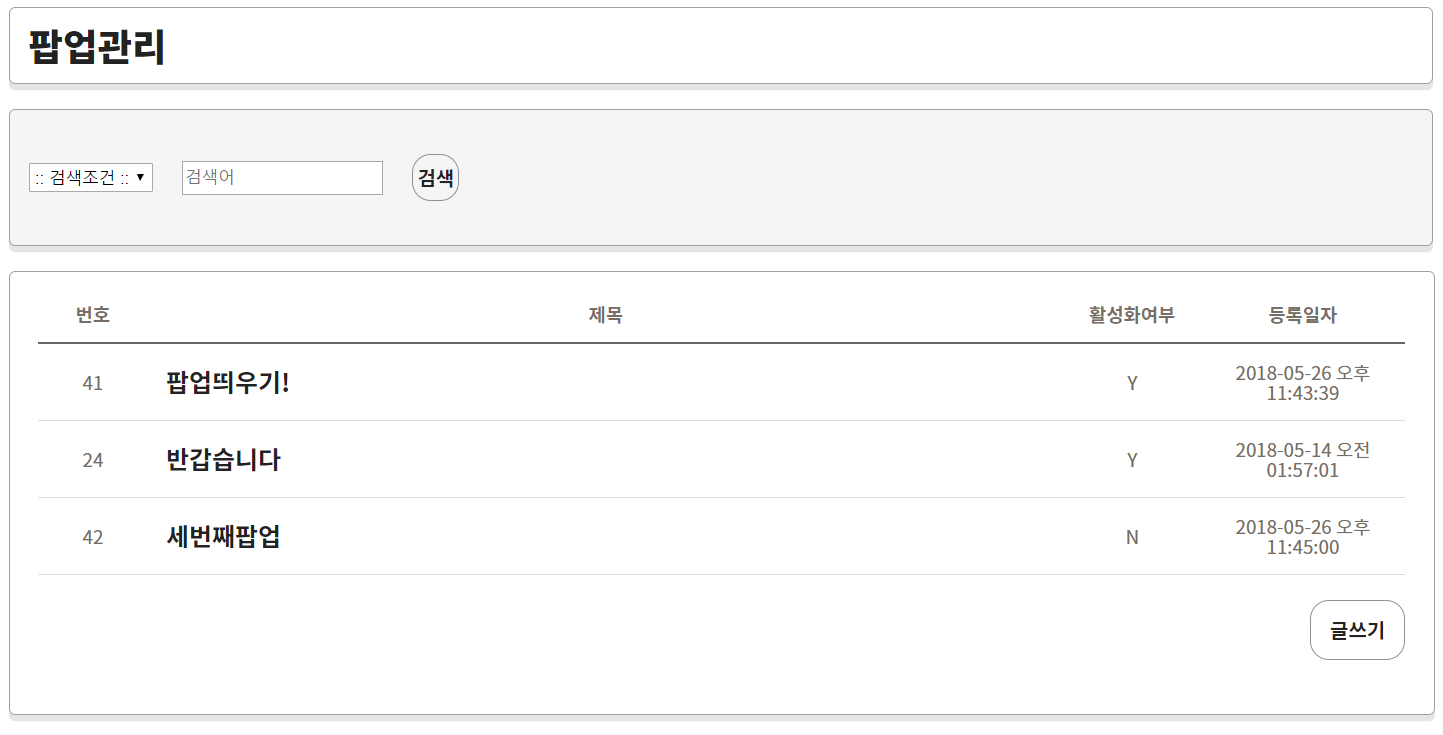 팝업관리
:: 검색조건 :: 검색어 검색
번호 제목 활성화여부 등록일자
41 팝업띄우기! Y 2018-05-26 오후
11:43:39
24 반갑습니다 Y 2018-05-14 오전
01:57:01
42 세번째팝업 N 2018-05-26 오후
11:45:00
글쓰기